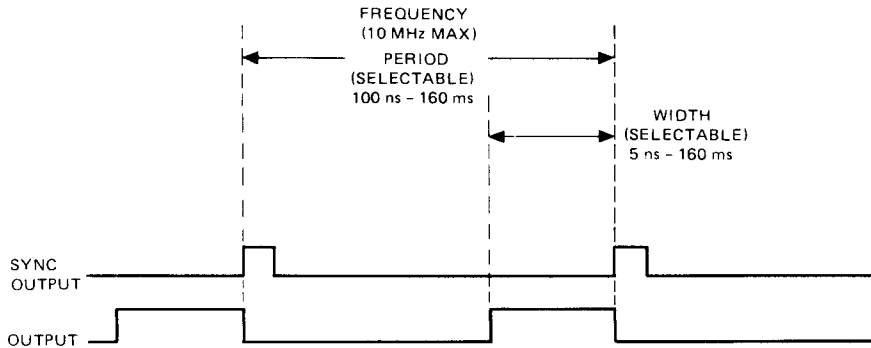 FREQUENCY
(10 MHz MAX)
PERIOD
(SELECTABLE)
100 ns – 160 ms
WIDTH
(SELECTABLE)
5 ns – 160 ms
SYNC
OUTPUT
OUTPUT